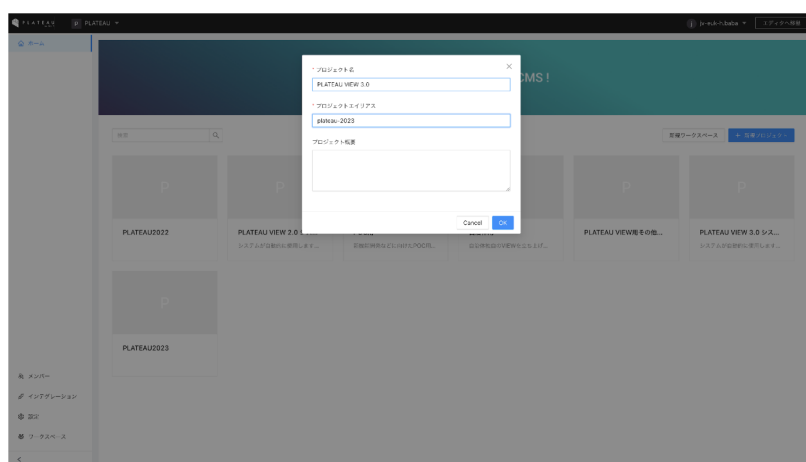 PLATEAU
PLATEAU
js-euk-h.baba
エディタへ移動
ホーム
CMS !
* プロジェクト名
PLATEAU VIEW 3.0
* プロジェクトエイリアス
plateau-2023
プロジェクト概要
Cancel
OK
検索
新規ワークスペース
+ 新規プロジェクト
P
P
P
P
PLATEAU2022
PLATEAU VIEW 2.0
システムが自動的に使用します...
PLATEAU VIEW用その他...
PLATEAU VIEW 3.0 シス...
システムが自動的に使用します...
P
PLATEAU2023
メンバー
インテグレーション
設定
ワークスペース